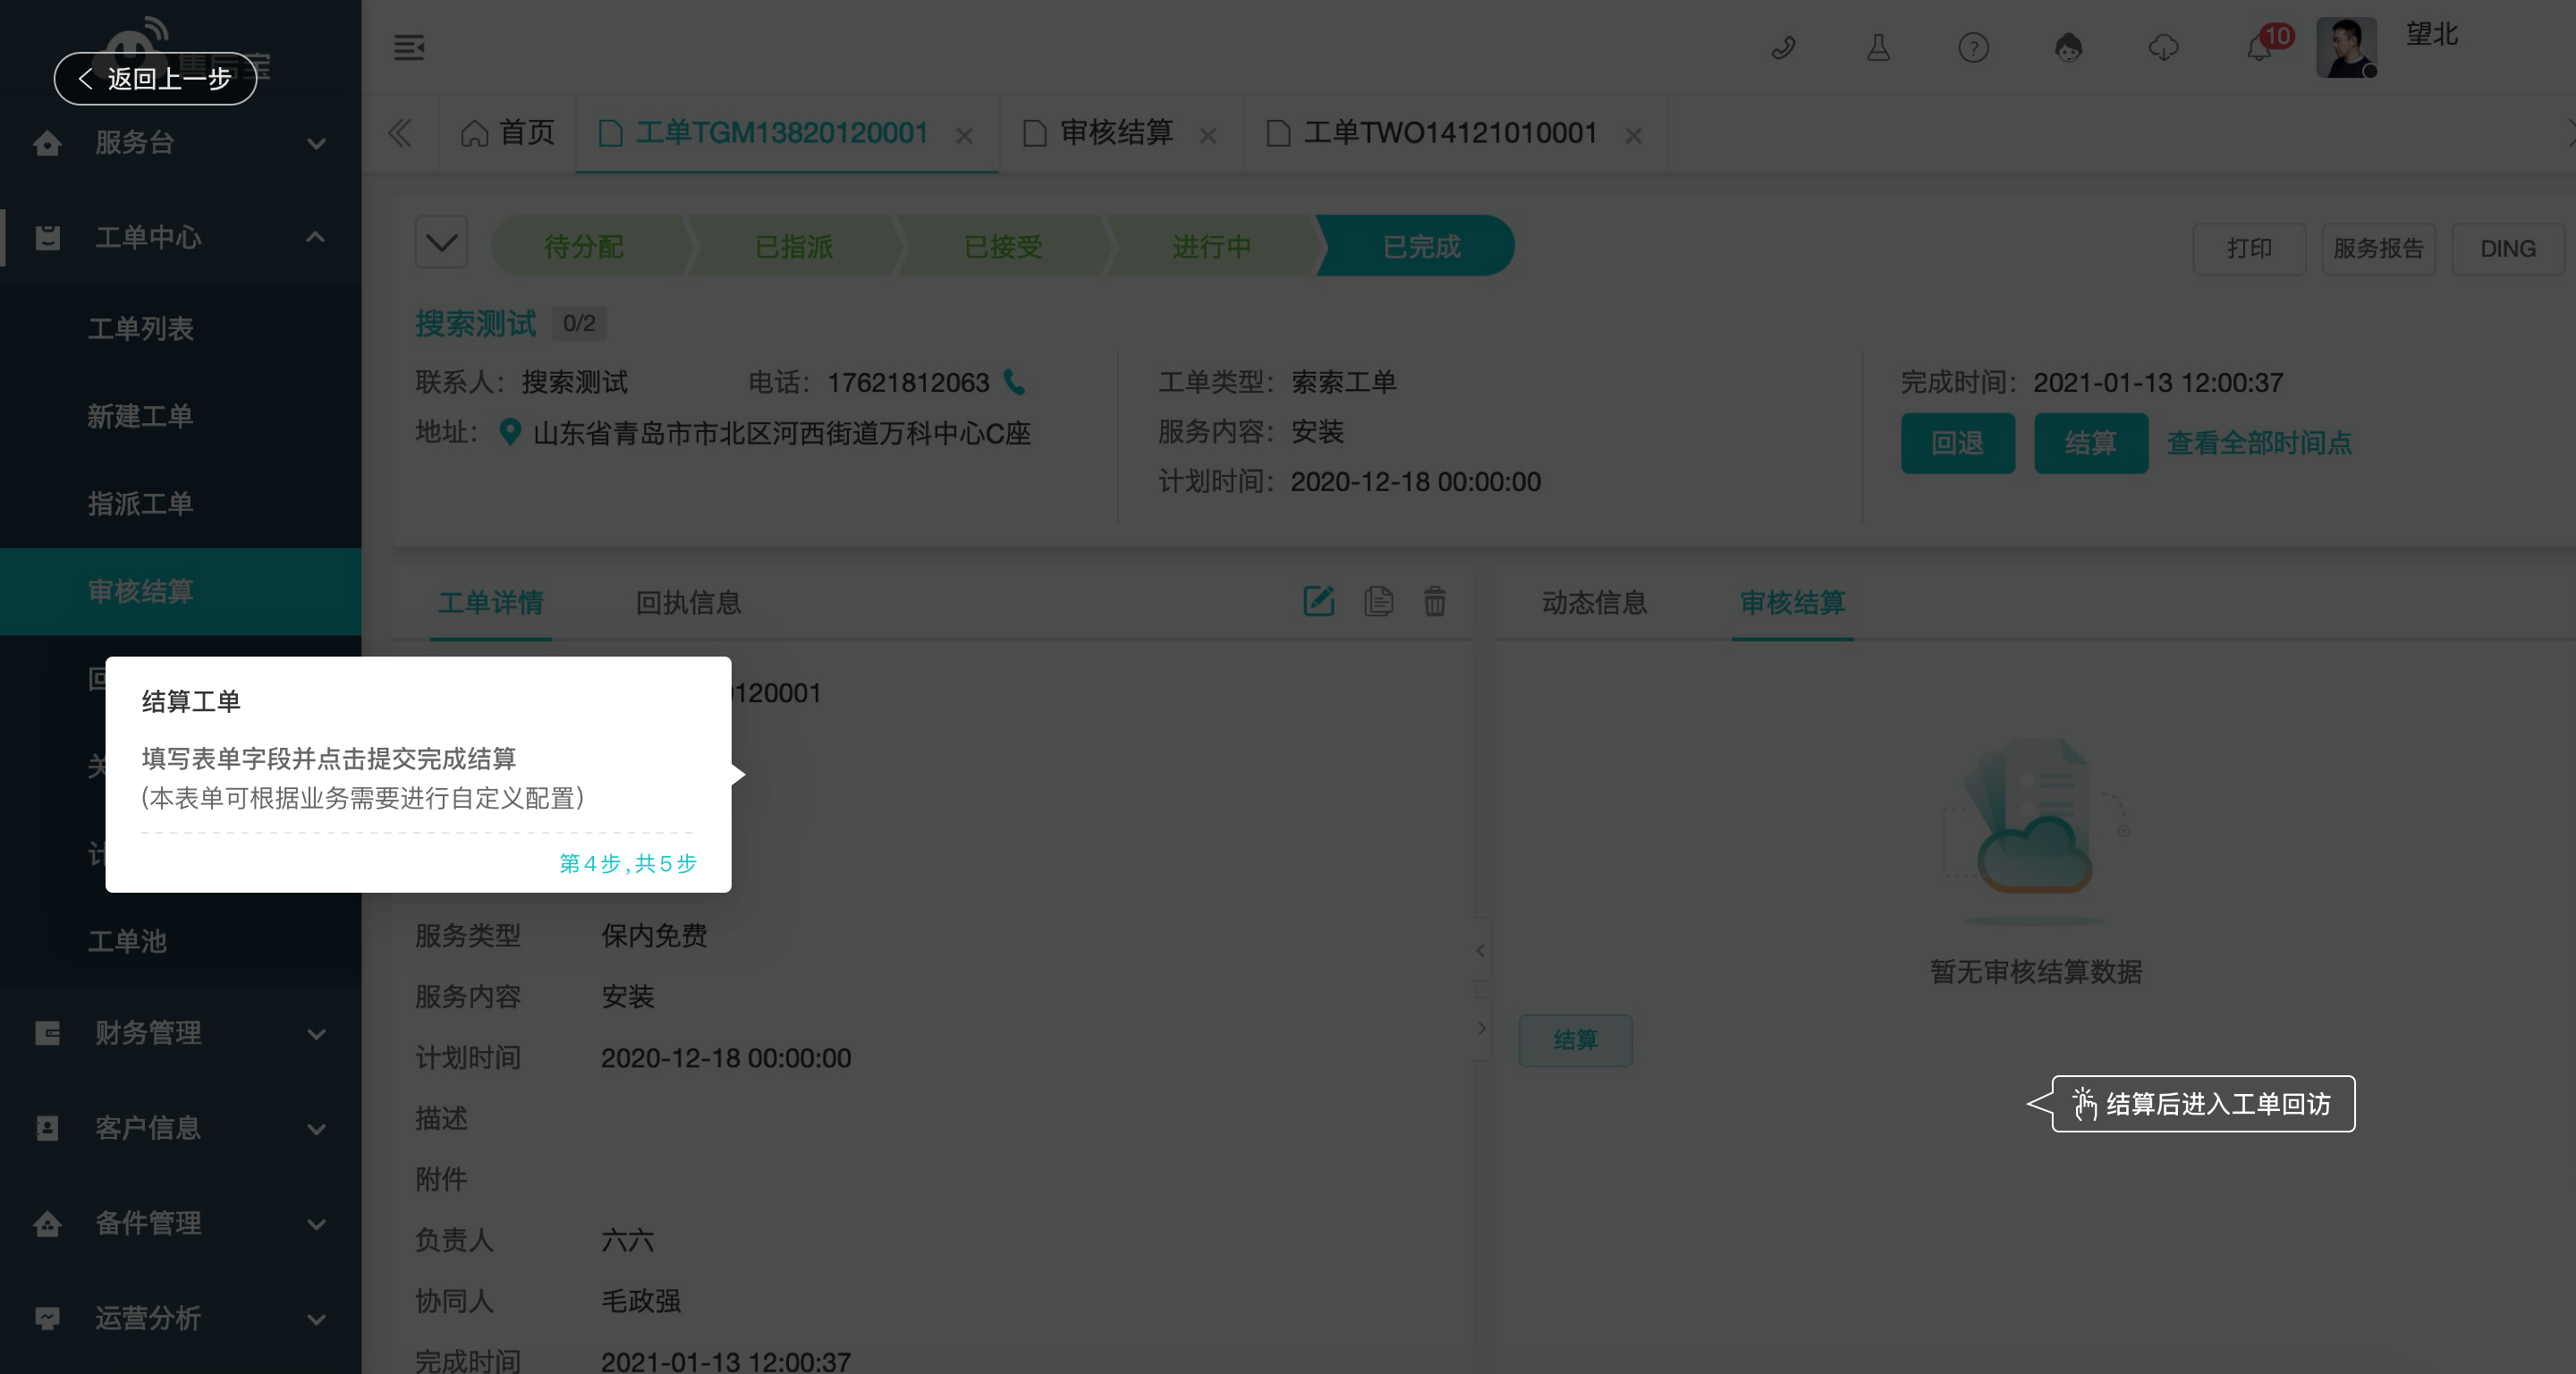 售后宝
返回上一步
服务台
工单中心
工单列表
新建工单
指派工单
审核结算
工单池
财务管理
客户信息
备件管理
运营分析
10
望北
首页
工单TGM13820120001
审核结算
工单TWO14121010001
待分配
已指派
已接受
进行中
已完成
打印
服务报告
DING
搜索测试 0/2
联系人： 搜索测试 电话： 17621812063
地址： 山东省青岛市市北区河西街道万科中心C座
工单类型： 索索工单
服务内容： 安装
计划时间： 2020-12-18 00:00:00
完成时间： 2021-01-13 12:00:37
回退 结算 查看全部时间点
工单详情 回执信息
120001
结算工单
填写表单字段并点击提交完成结算
(本表单可根据业务需要进行自定义配置)
第4步,共5步
服务类型 保内免费
服务内容 安装
计划时间 2020-12-18 00:00:00
描述
附件
负责人 六六
协同人 毛政强
完成时间 2021-01-13 12:00:37
动态信息 审核结算
暂无审核结算数据
结算
结算后进入工单回访